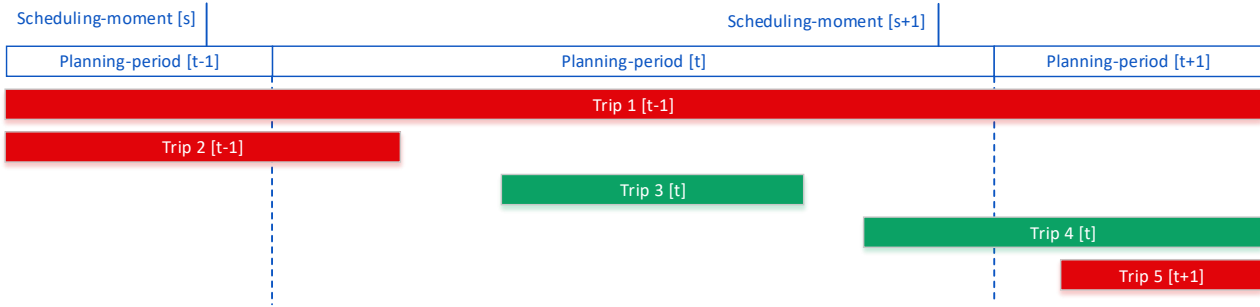 Scheduling-moment [s]
Scheduling-moment [s+1]
Planning-period [t-1]
Planning-period [t]
Planning-period [t+1]
Trip 1 [t-1]
Trip 2 [t-1]
Trip 3 [t]
Trip 4 [t]
Trip 5 [t+1]